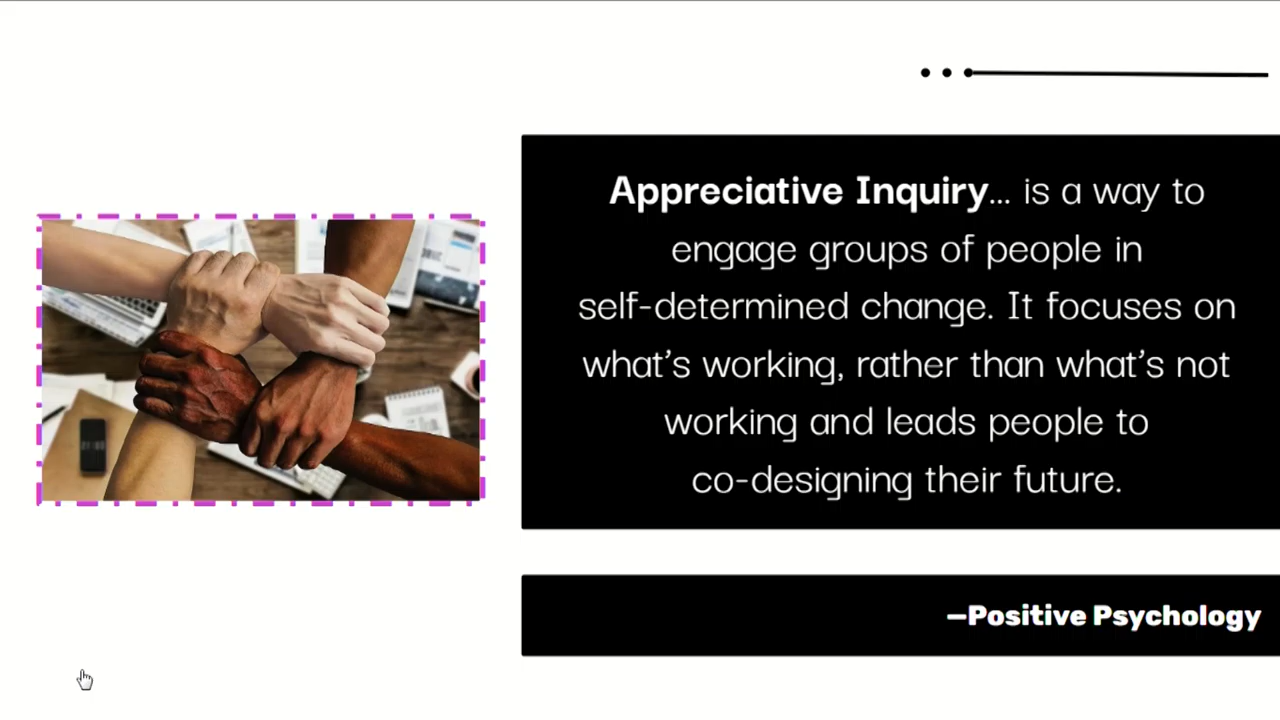 Appreciative Inquiry... is a way to
engage groups of people in
self-determined change. It focuses on
what's working, rather than what's not
working and leads people to
co-designing their future.
—Positive Psychology